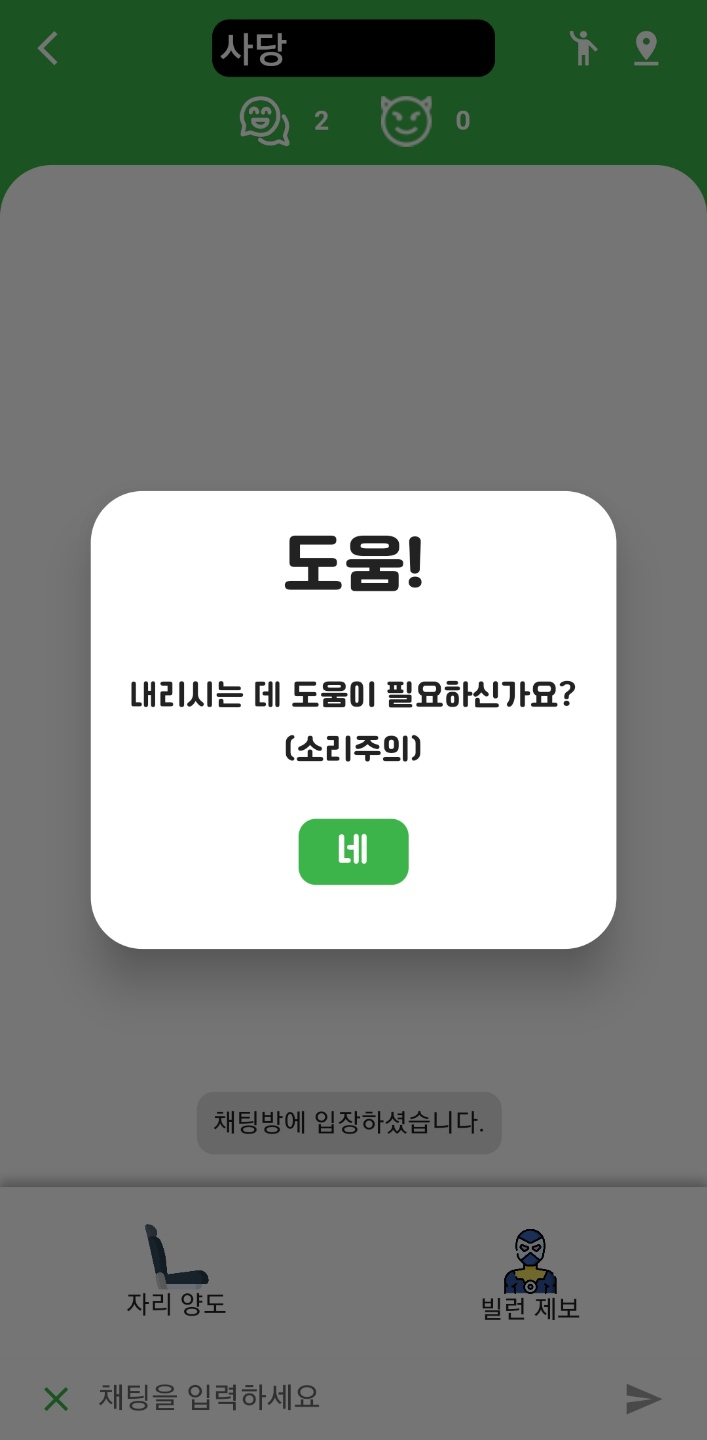 사당
2
0
도움!
내리시는 데 도움이 필요하신가요?
(소리주의)
네
채팅방에 입장하셨습니다.
자리 양도
빌런 제보
채팅을 입력하세요